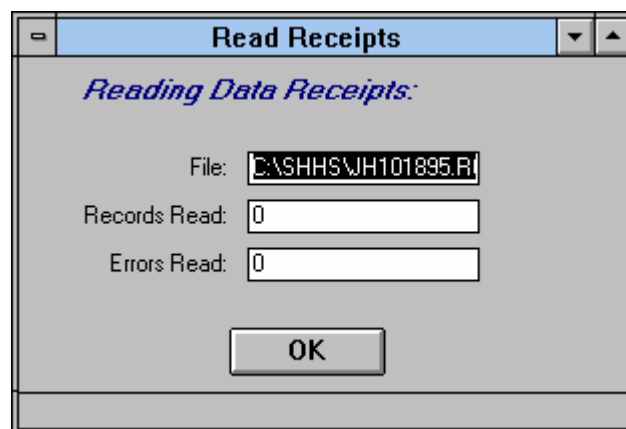 Read Receipts
Reading Data Receipts:
File: C:\SHHS\JH101895.R
Records Read: 0
Errors Read: 0
OK